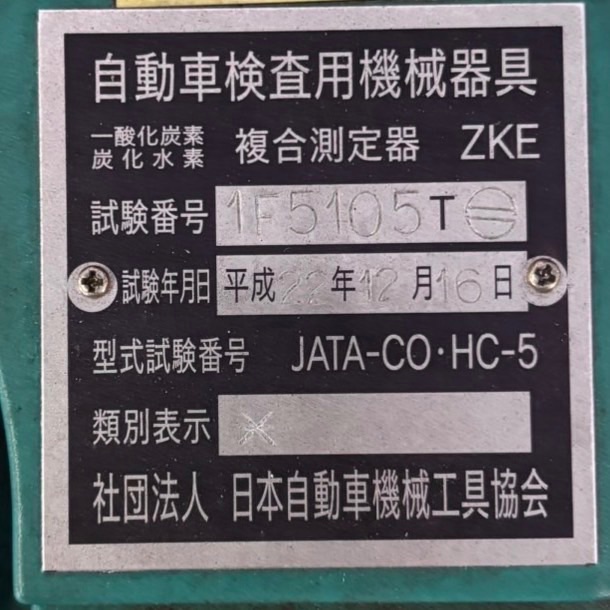 自動車検査用機械器具
一酸化炭素
炭化水素 複合測定器 ZKE
試験番号 1F5105T
試験年月日 平成22年12月16日
型式試験番号 JATA-CO・HC-5
類別表示
社団法人 日本自動車機械工具協会